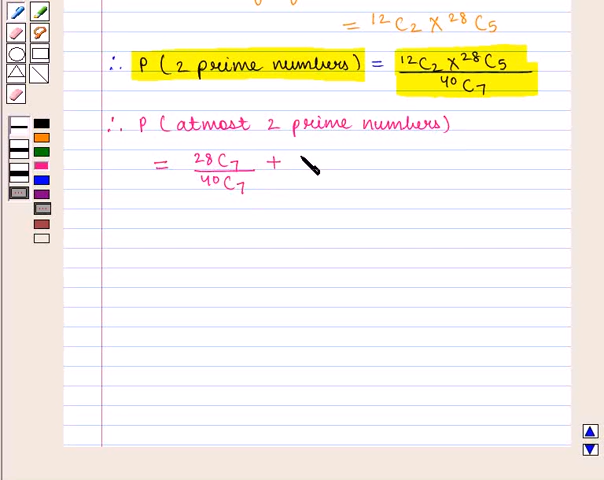 = ¹²C₂ X ²⁸C₅
∴ P (2 prime numbers) = ¹²C₂ X ²⁸C₅ / ⁴⁰C₇
∴ P (atmost 2 prime numbers)
= ²⁸C₇ / ⁴⁰C₇ +